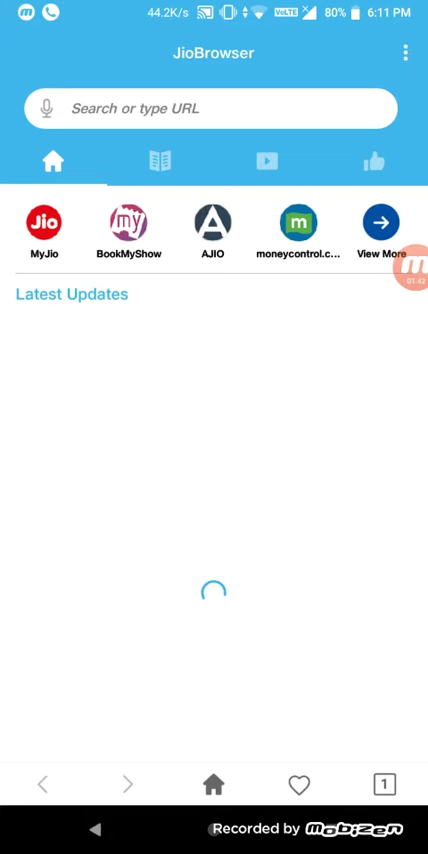 44.2K/s VoLTE 80% 6:11 PM
JioBrowser
Search or type URL
Jio my A m
MyJio BookMyShow AJIO moneycontrol.c... View More
01:42
Latest Updates
1
Recorded by mobizen